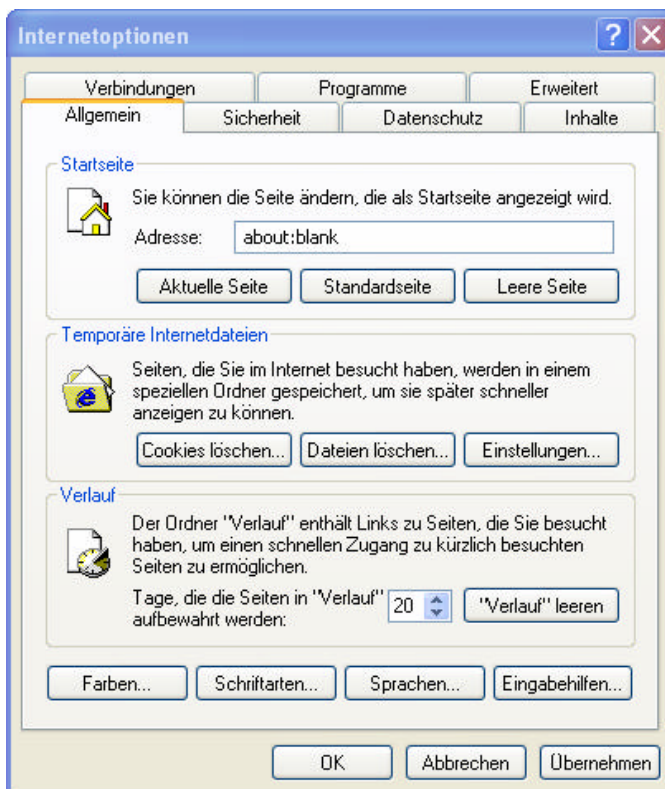 Internetoptionen
Verbindungen Programme Erweitert
Allgemein Sicherheit Datenschutz Inhalte
Startseite
Sie können die Seite ändern, die als Startseite angezeigt wird.
Adresse: about:blank
Aktuelle Seite Standardseite Leere Seite
Temporäre Internetdateien
Seiten, die Sie im Internet besucht haben, werden in einem
speziellen Ordner gespeichert, um sie später schneller
anzeigen zu können.
Cookies löschen... Dateien löschen... Einstellungen...
Verlauf
Der Ordner "Verlauf" enthält Links zu Seiten, die Sie besucht
haben, um einen schnellen Zugang zu kürzlich besuchten
Seiten zu ermöglichen.
Tage, die die Seiten in "Verlauf" 20 "Verlauf" leeren
aufbewahrt werden:
Farben... Schriftarten... Sprachen... Eingabehilfen...
OK Abbrechen Übernehmen